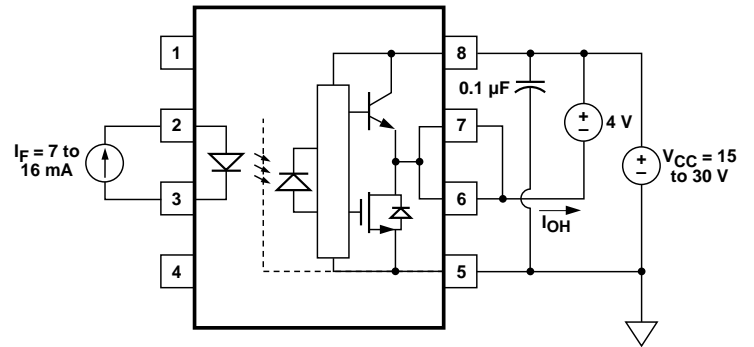 1
2
3
4
I_F = 7 to
16 mA
8
7
6
5
0.1 µF
4 V
V_CC = 15
to 30 V
I_OH